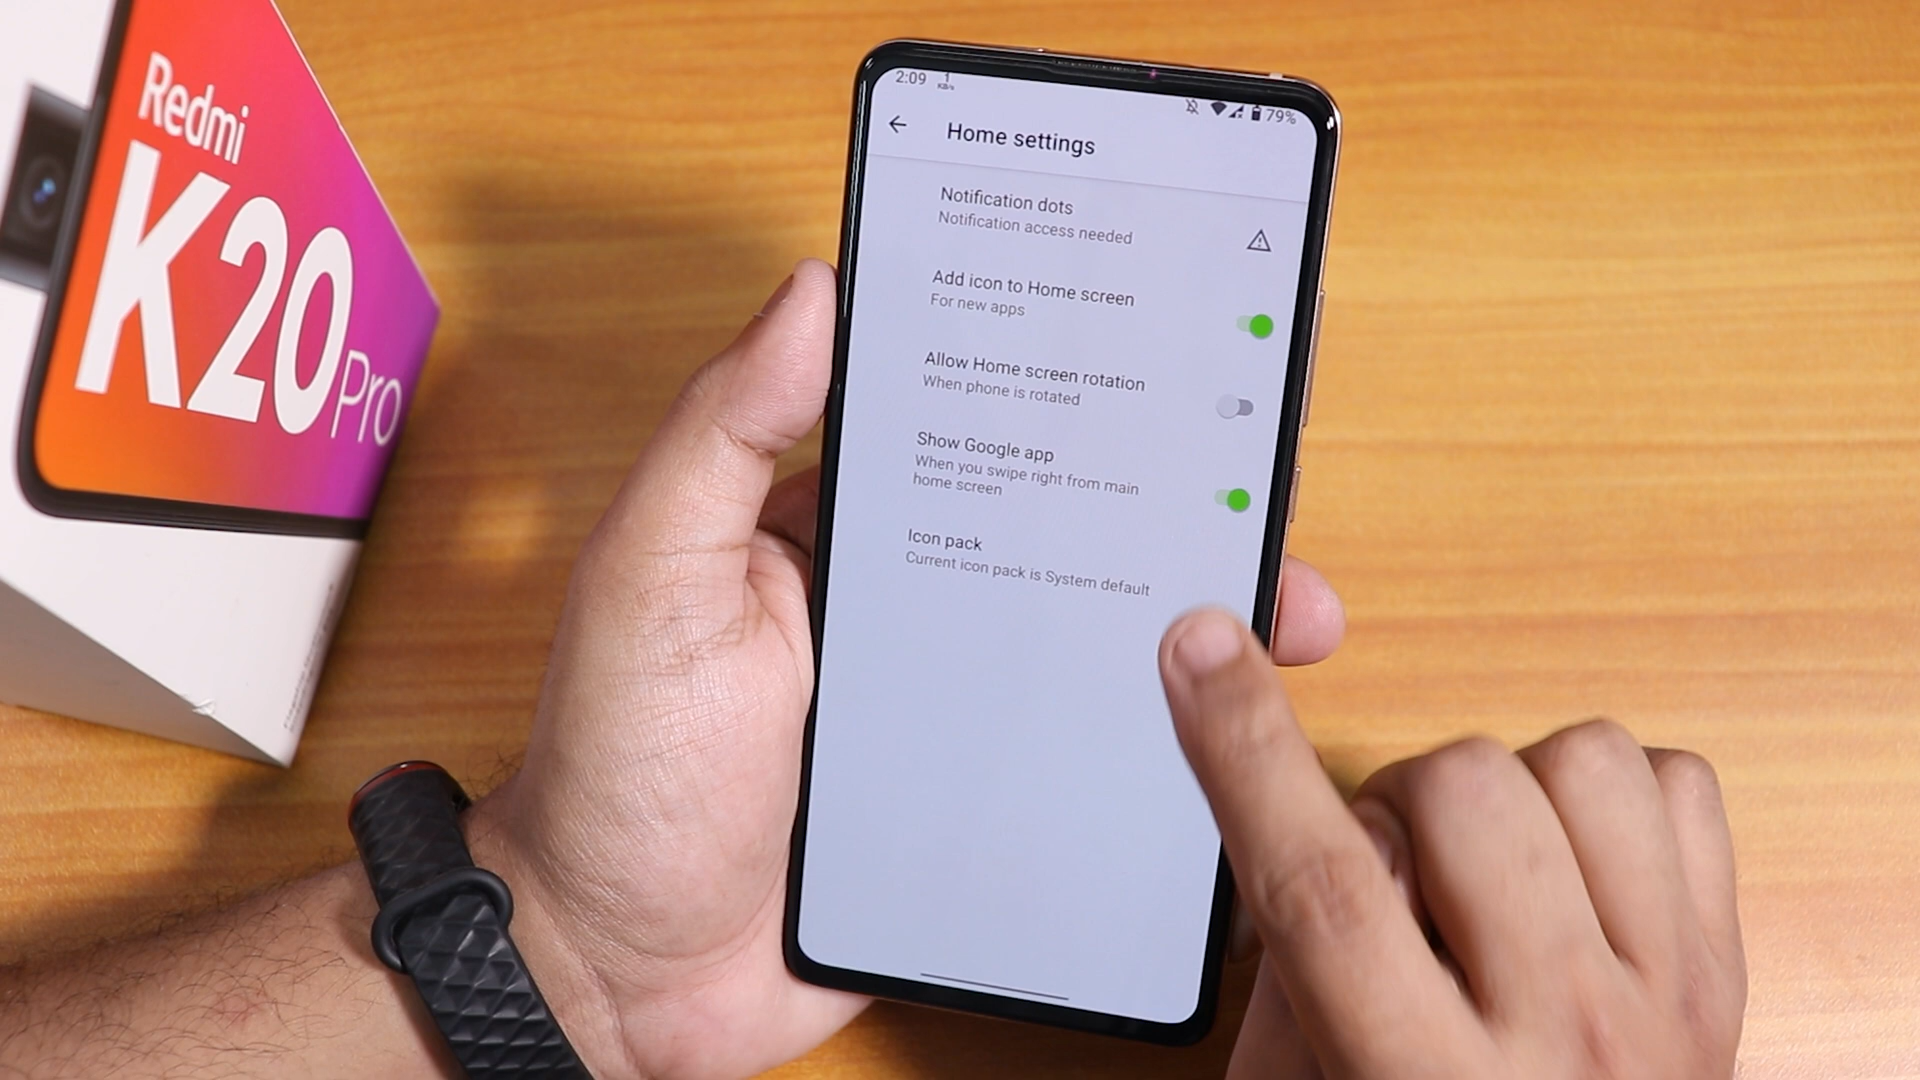 Redmi
K20 Pro
2:09
1
KB/s
79%
Home settings
Notification dots
Notification access needed
Add icon to Home screen
For new apps
Allow Home screen rotation
When phone is rotated
Show Google app
When you swipe right from main
home screen
Icon pack
Current icon pack is System default